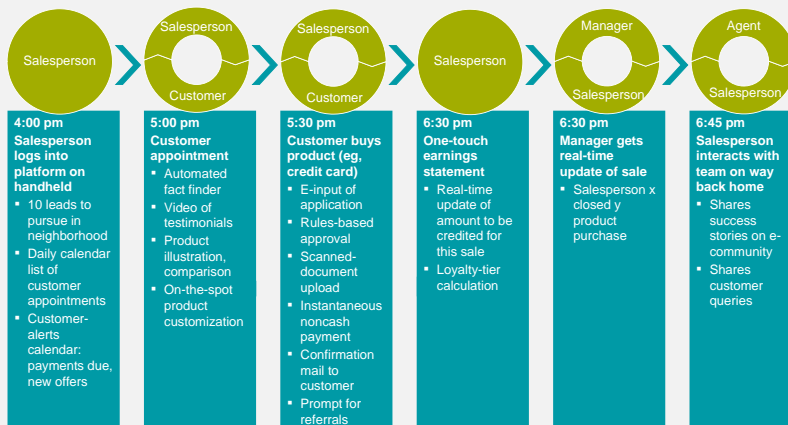 Salesperson
Salesperson
Customer
Salesperson
Customer
Salesperson
Manager
Salesperson
Agent
Salesperson
4:00 pm
Salesperson
logs into
platform on
handheld
▪ 10 leads to
pursue in
neighborhood
▪ Daily calendar
list of
customer
appointments
▪ Customer-
alerts
calendar:
payments due,
new offers
5:00 pm
Customer
appointment
▪ Automated
fact finder
▪ Video of
testimonials
▪ Product
illustration,
comparison
▪ On-the-spot
product
customization
5:30 pm
Customer buys
product (eg,
credit card)
▪ E-input of
application
▪ Rules-based
approval
▪ Scanned-
document
upload
▪ Instantaneous
noncash
payment
▪ Confirmation
mail to
customer
▪ Prompt for
referrals
6:30 pm
One-touch
earnings
statement
▪ Real-time
update of
amount to be
credited for
this sale
▪ Loyalty-tier
calculation
6:30 pm
Manager gets
real-time
update of sale
▪ Salesperson x
closed y
product
purchase
6:45 pm
Salesperson
interacts with
team on way
back home
▪ Shares
success
stories on e-
community
▪ Shares
customer
queries